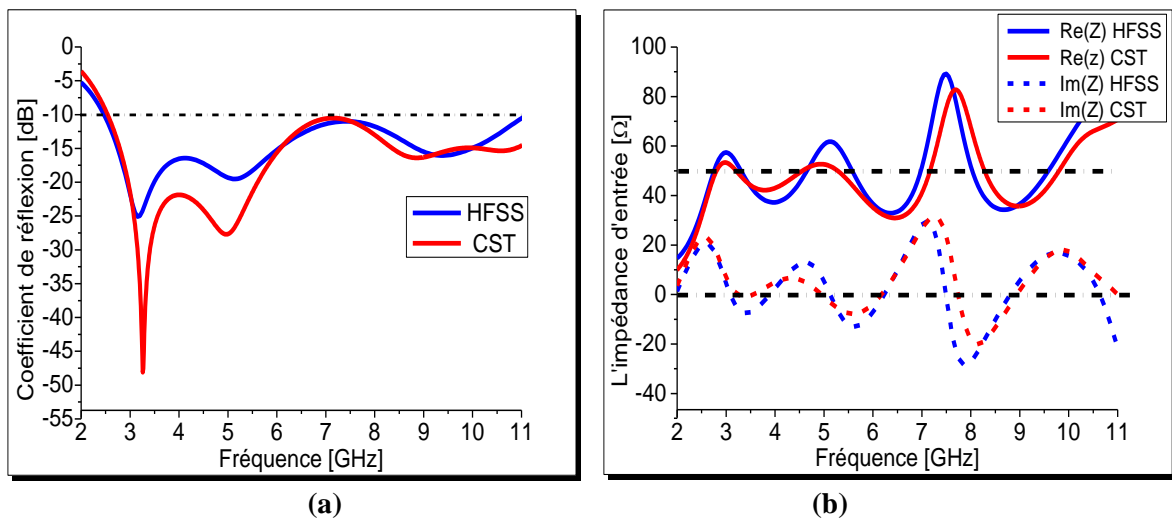 0
-5
-10
-15
-20
-25
-30
-35
-40
-45
-50
-55
Coefficient de réflexion [dB]
HFSS
CST
2 3 4 5 6 7 8 9 10 11
Fréquence [GHz]
(a)
100
80
60
40
20
0
-20
-40
L'impédance d'entrée [Ω]
Re(Z) HFSS
Re(z) CST
Im(Z) HFSS
Im(Z) CST
2 3 4 5 6 7 8 9 10 11
Fréquence [GHz]
(b)